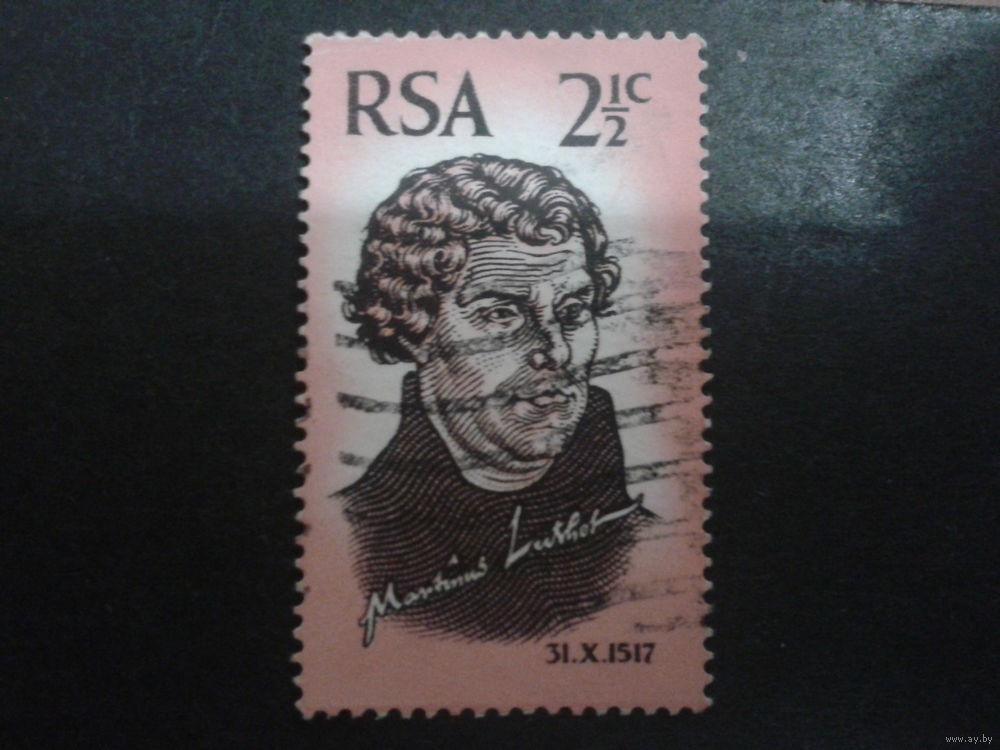 RSA 2½c
Martinus Luther
31.X.1517
www.ay.by